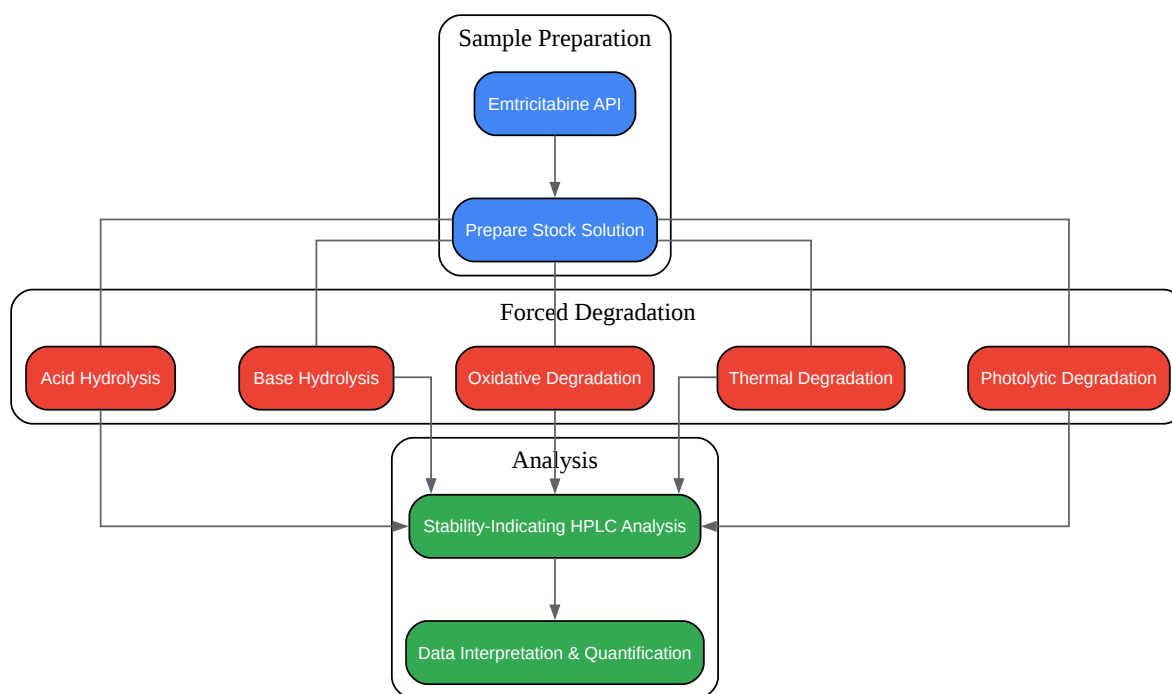 Sample Preparation
Emtricitabine API
Prepare Stock Solution
Forced Degradation
Acid Hydrolysis
Base Hydrolysis
Oxidative Degradation
Thermal Degradation
Photolytic Degradation
Analysis
Stability-Indicating HPLC Analysis
Data Interpretation & Quantification